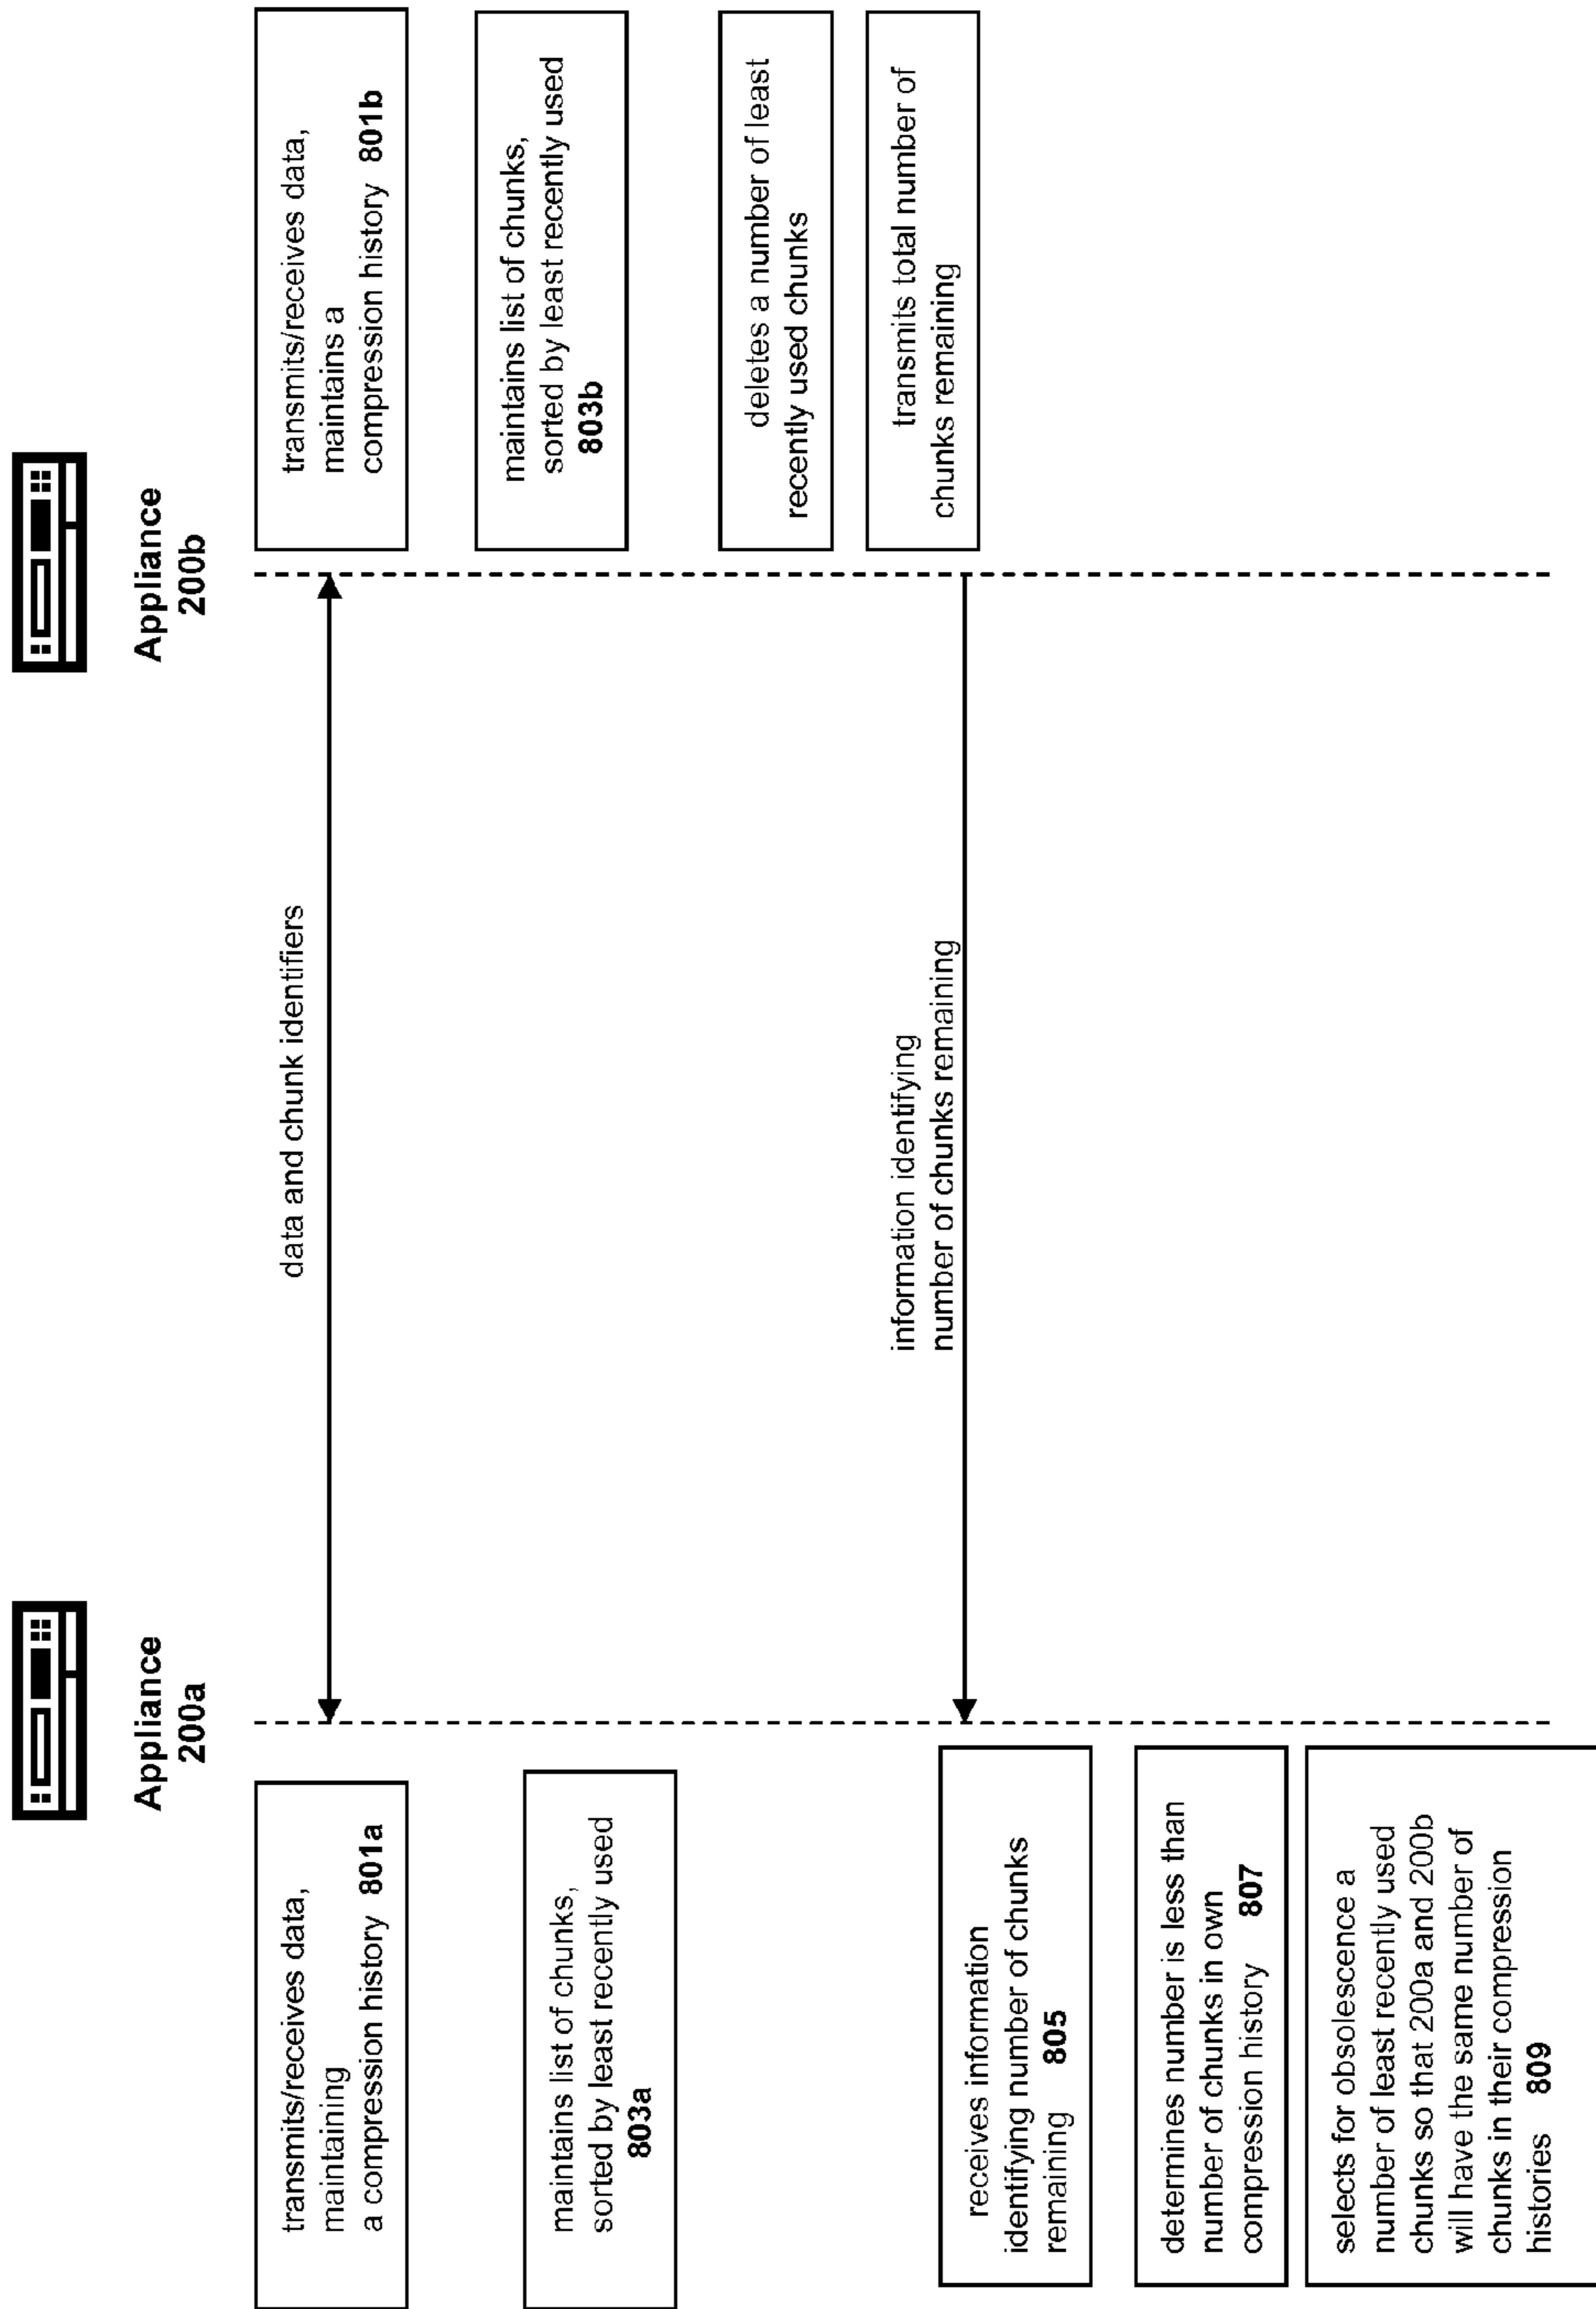 Appliance
200a
Appliance
200b
transmits/receives data,
maintaining
a compression history 801a
data and chunk identifiers
transmits/receives data,
maintains a
compression history 801b
maintains list of chunks,
sorted by least recently used
803a
maintains list of chunks,
sorted by least recently used
803b
deletes a number of least
recently used chunks
transmits total number of
chunks remaining
information identifying
number of chunks remaining
receives information
identifying number of chunks
remaining 805
determines number is less than
number of chunks in own
compression history 807
selects for obsolescence a
number of least recently used
chunks so that 200a and 200b
will have the same number of
chunks in their compression
histories 809